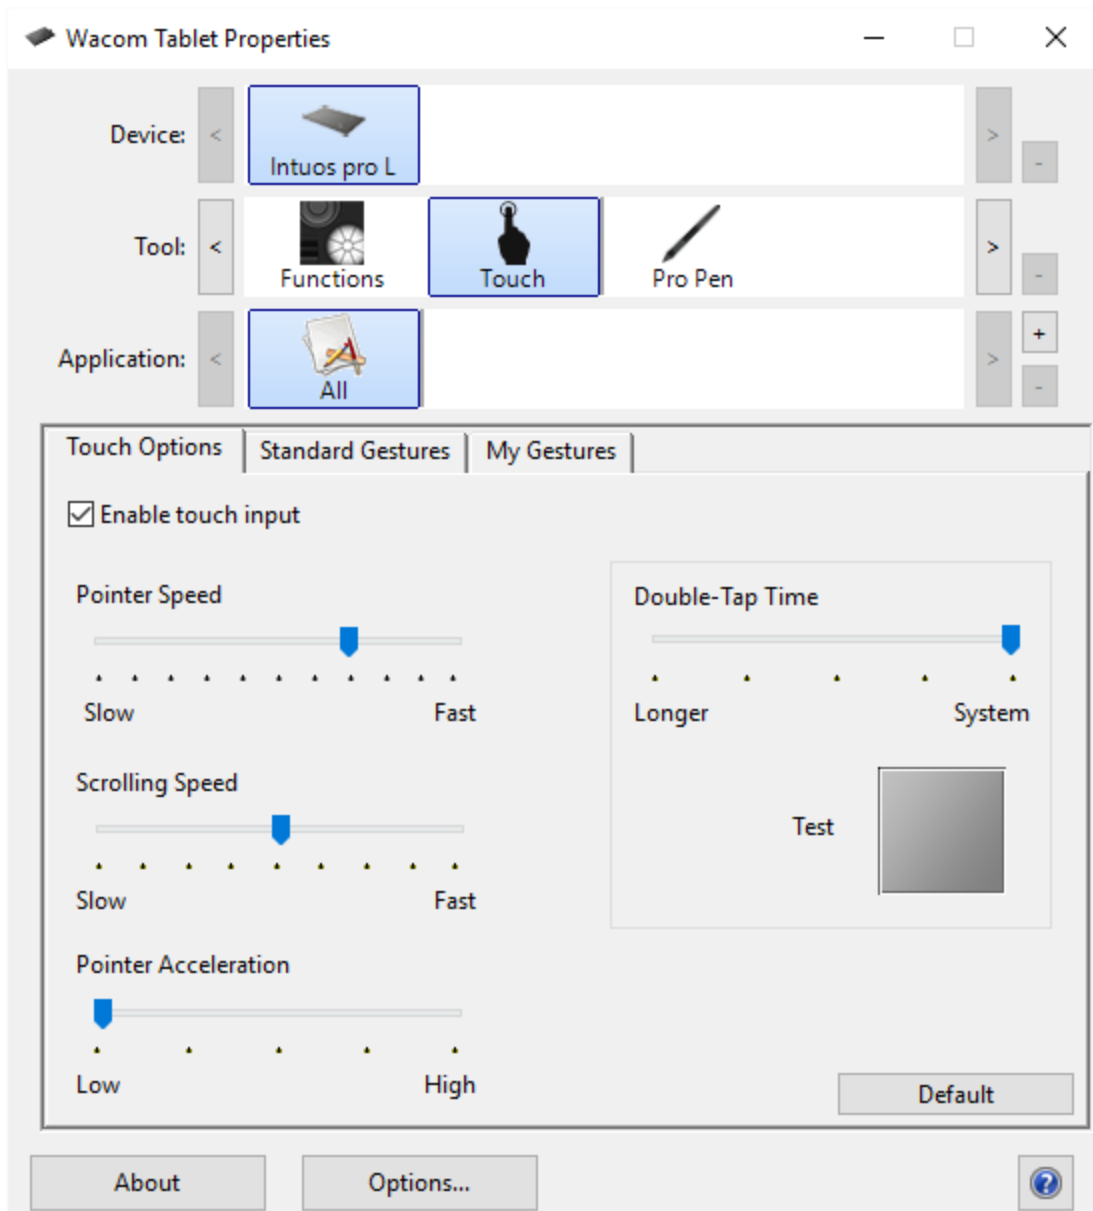 Wacom Tablet Properties
Device:
<
Intuos pro L
>
-
Tool:
<
Functions
Touch
Pro Pen
>
-
Application:
<
All
>
+
-
Touch Options
Standard Gestures
My Gestures
Enable touch input
Pointer Speed
Slow
Fast
Double-Tap Time
Longer
System
Scrolling Speed
Slow
Fast
Test
Pointer Acceleration
Low
High
Default
About
Options...
?